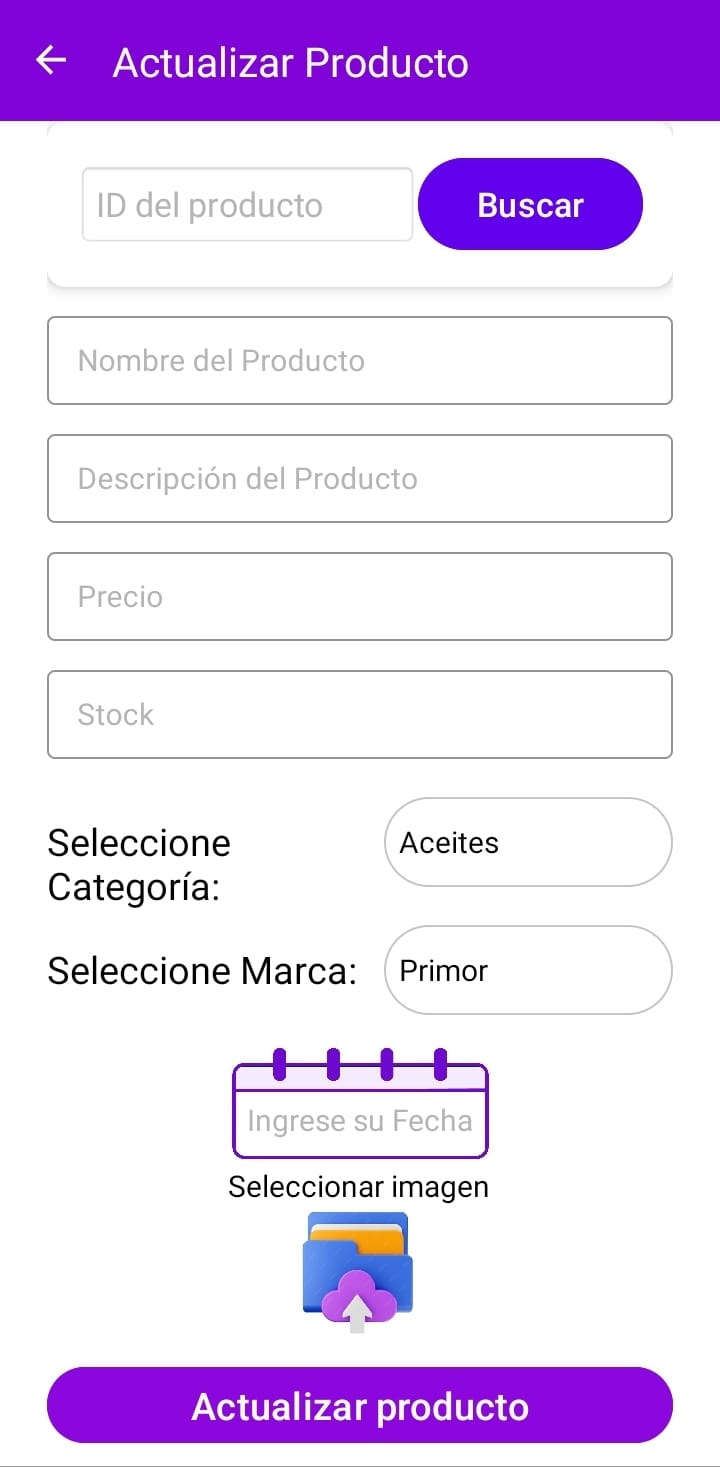 Actualizar Producto
ID del producto
Buscar
Nombre del Producto
Descripción del Producto
Precio
Stock
Seleccione
Categoría:
Aceites
Seleccione Marca:
Primor
Ingrese su Fecha
Seleccionar imagen
Actualizar producto